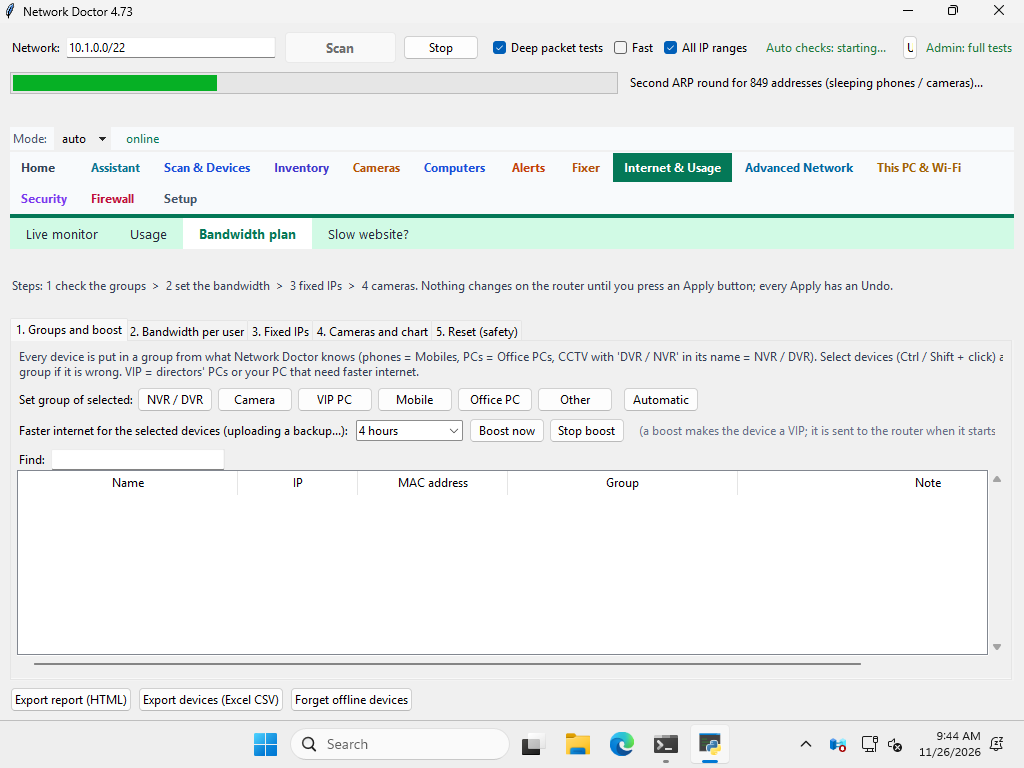 Network Doctor 4.73
Network: 10.1.0.0/22 Scan Stop Deep packet tests Fast All IP ranges Auto checks: starting... Admin: full tests
Second ARP round for 849 addresses (sleeping phones / cameras)...
Mode: auto online
Home Assistant Scan & Devices Inventory Cameras Computers Alerts Fixer Internet & Usage Advanced Network This PC & Wi-Fi
Security Firewall Setup
Live monitor Usage Bandwidth plan Slow website?
Steps: 1 check the groups > 2 set the bandwidth > 3 fixed IPs > 4 cameras. Nothing changes on the router until you press an Apply button; every Apply has an Undo.
1. Groups and boost 2. Bandwidth per user 3. Fixed IPs 4. Cameras and chart 5. Reset (safety)
Every device is put in a group from what Network Doctor knows (phones = Mobiles, PCs = Office PCs, CCTV with 'DVR / NVR' in its name = NVR / DVR). Select devices (Ctrl / Shift + click) a
group if it is wrong. VIP = directors' PCs or your PC that need faster internet.
Set group of selected: NVR / DVR Camera VIP PC Mobile Office PC Other Automatic
Faster internet for the selected devices (uploading a backup...): 4 hours Boost now Stop boost (a boost makes the device a VIP; it is sent to the router when it starts
Find:
Name IP MAC address Group Note
Export report (HTML) Export devices (Excel CSV) Forget offline devices
Search
9:44 AM
11/26/2026